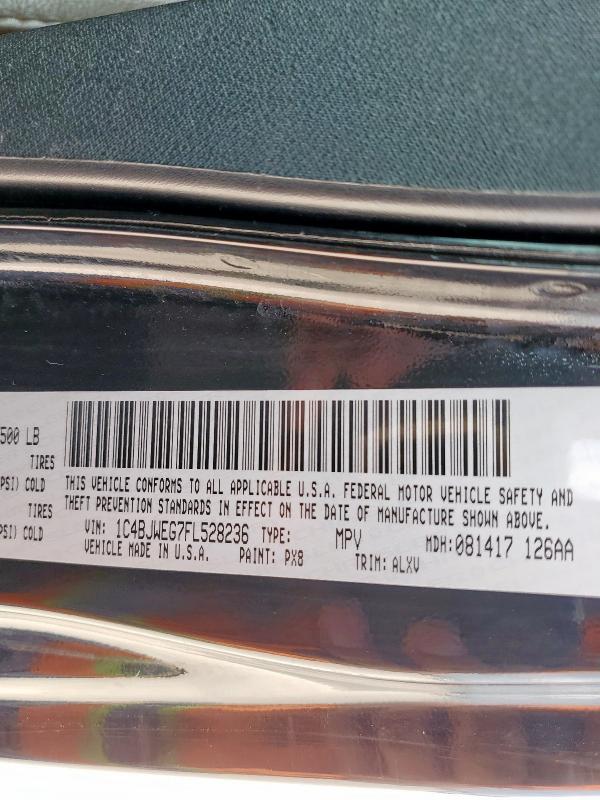 500 LB
TIRES
PSI) COLD
TIRES
PSI) COLD
THIS VEHICLE CONFORMS TO ALL APPLICABLE U.S.A. FEDERAL MOTOR VEHICLE SAFETY AND
THEFT PREVENTION STANDARDS IN EFFECT ON THE DATE OF MANUFACTURE SHOWN ABOVE.
VIN: 1C4BJWEG7FL528236 TYPE: MPV MDH:081417 126AA
VEHICLE MADE IN U.S.A. PAINT: PX8 TRIM: ALXV